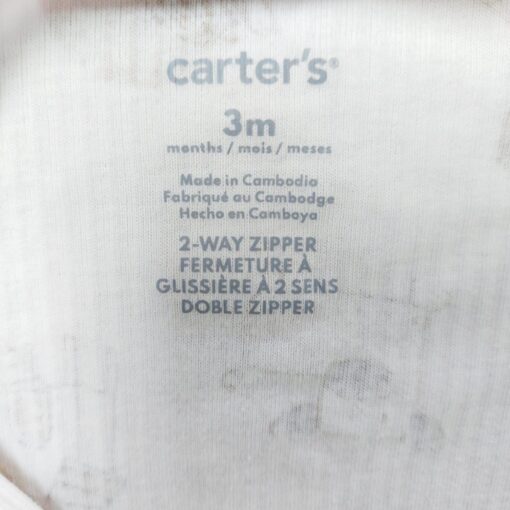 carter's®
3m
months / mois / meses
Made in Cambodia
Fabriqué au Cambodge
Hecho en Camboya
2-WAY ZIPPER
FERMETURE À
GLISSIÈRE À 2 SENS
DOBLE ZIPPER